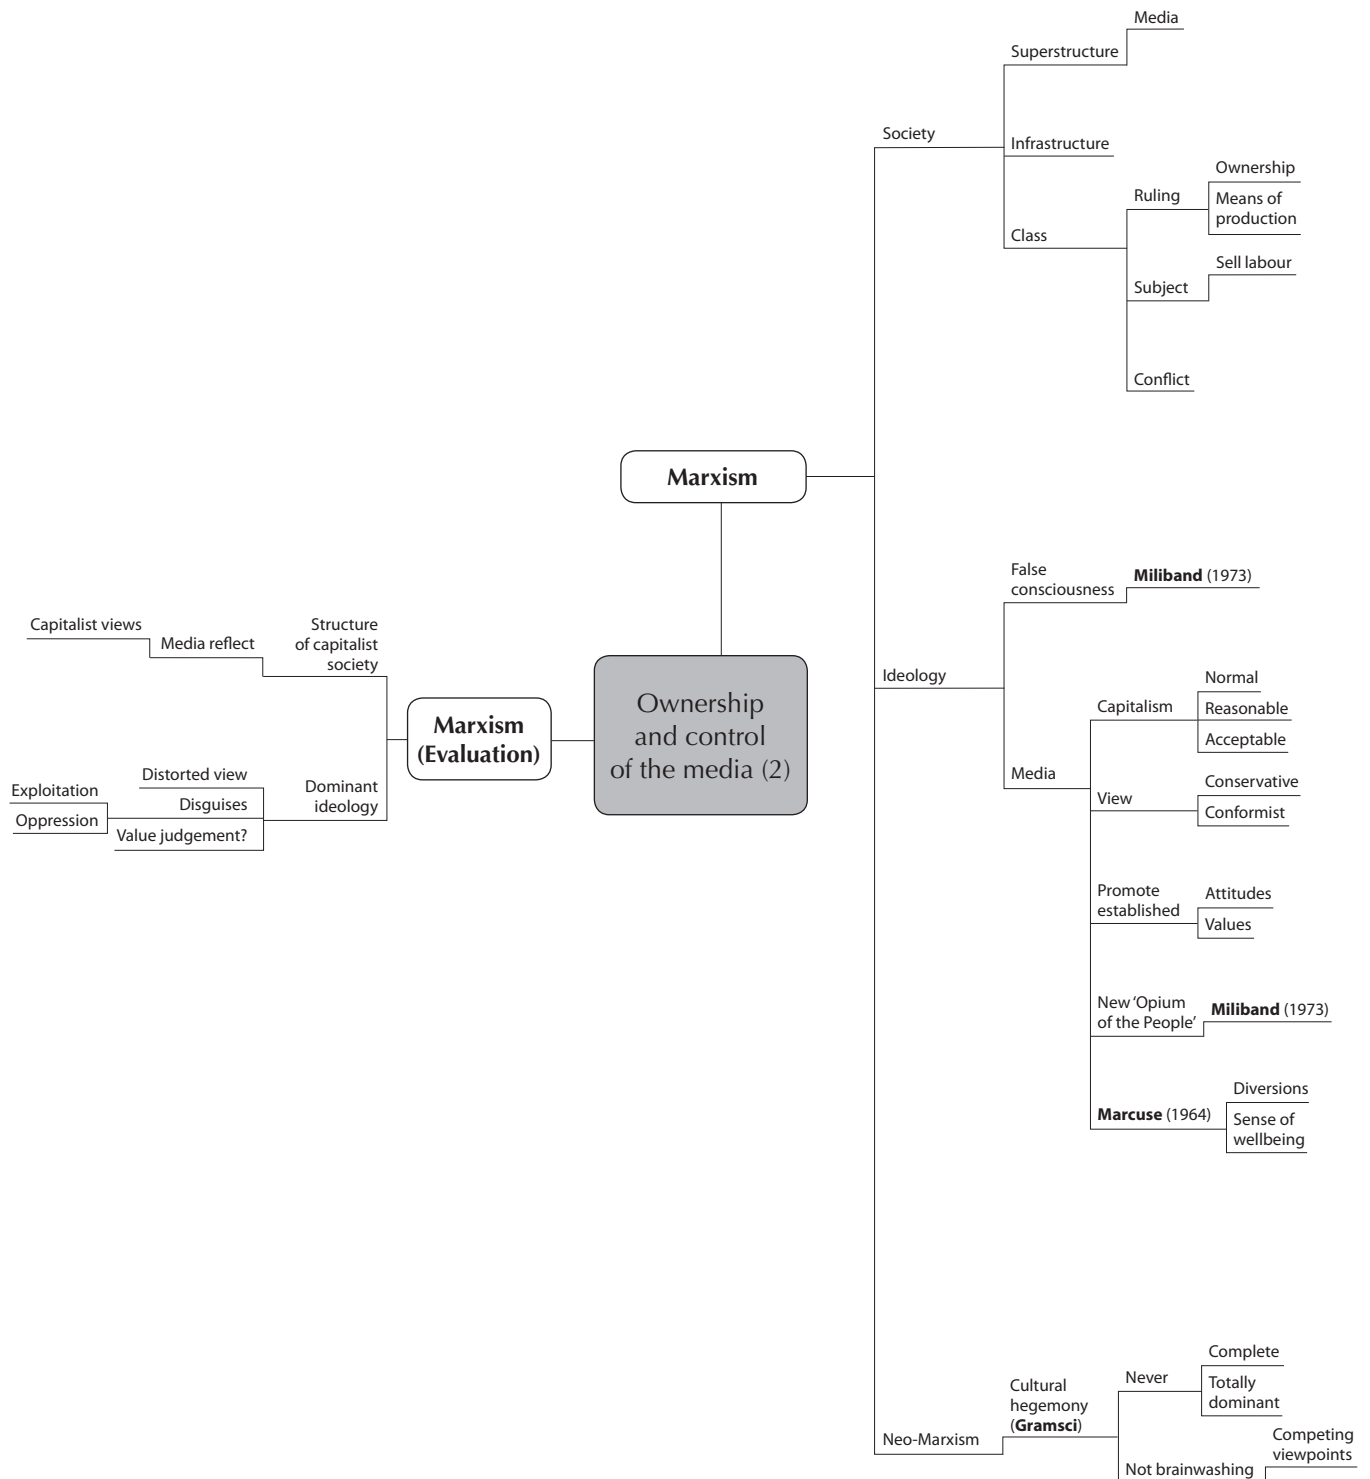 Media
Superstructure
Society
Infrastructure
Ownership
Ruling
Means of
production
Class
Sell labour
Subject
Conflict
Marxism
False
consciousness
Miliband (1973)
Ideology
Normal
Capitalism
Reasonable
Acceptable
Media
Conservative
View
Conformist
Promote
established
Attitudes
Values
New 'Opium
of the People'
Miliband (1973)
Diversions
Marcuse (1964)
Sense of
wellbeing
Complete
Never
Totally
dominant
Cultural
hegemony
(Gramsci)
Neo-Marxism
Competing
viewpoints
Not brainwashing
Ownership
and control
of the media (2)
Marxism
(Evaluation)
Structure
of capitalist
society
Media reflect
Capitalist views
Dominant
ideology
Distorted view
Disguises
Exploitation
Oppression
Value judgement?